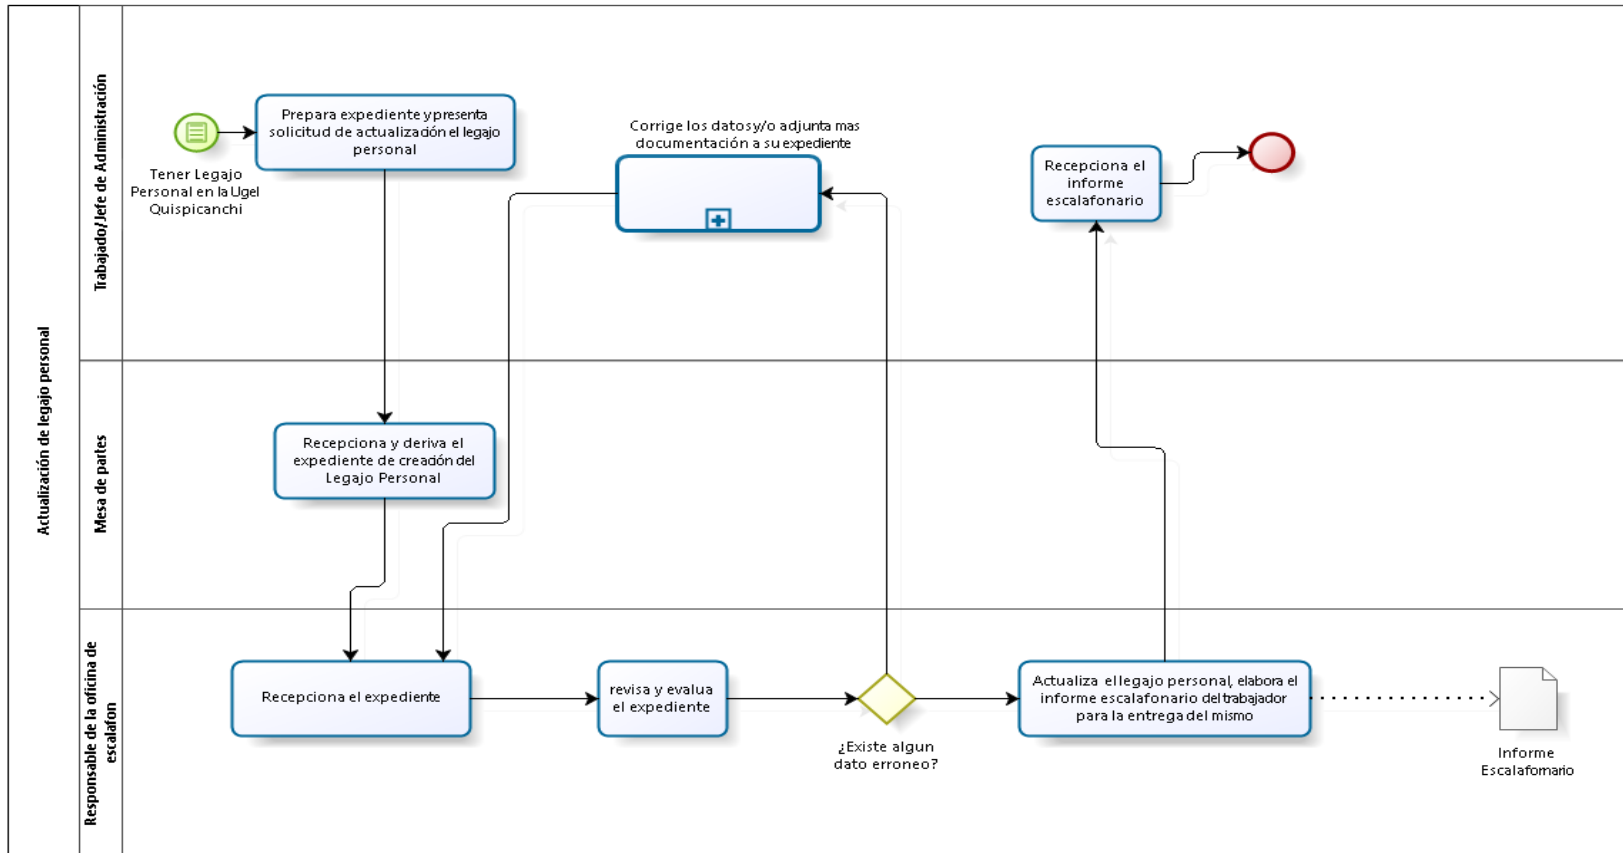 Actualización de legajo personal
Trabajado/Jefe de Administración
Tener Legajo
Personal en la Ugel
Quispicanchi
Prepara expediente y presenta
solicitud de actualización el legajo
personal
Corrige los datos y/o adjunta mas
documentación a su expediente
Recepciona el
informe
escalafonario
Mesa de partes
Recepciona y deriva el
expediente de creación del
Legajo Personal
Responsable de la oficina de
escalafon
Recepciona el expediente
revisa y evalua
el expediente
¿Existe algun
dato erroneo?
Actualiza el legajo personal, elabora el
informe escalafonario del trabajador
para la entrega del mismo
Informe
Escalafornario